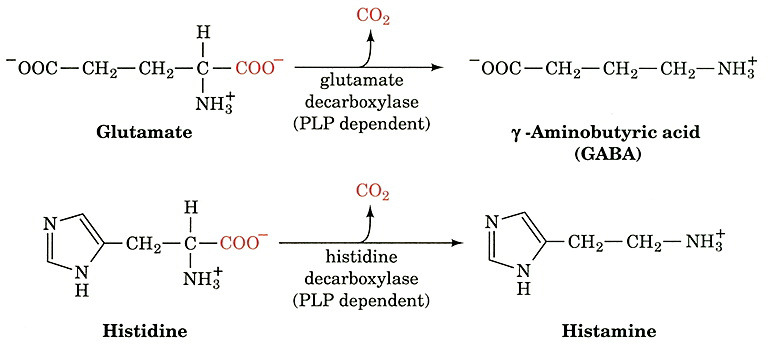 CO₂
H
⁻OOC—CH₂—CH₂—C—COO⁻
NH₃⁺
glutamate
decarboxylase
(PLP dependent)
⁻OOC—CH₂—CH₂—CH₂—NH₃⁺
Glutamate
γ-Aminobutyric acid
(GABA)
CO₂
H
N
CH₂—C—COO⁻
NH₃⁺
N
H
histidine
decarboxylase
(PLP dependent)
N
CH₂—CH₂—NH₃⁺
N
H
Histidine
Histamine